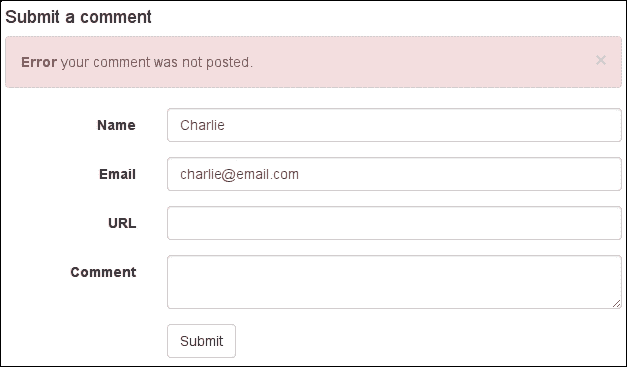 Submit a comment
Error your comment was not posted. ×
Name Charlie
Email charlie@email.com
URL
Comment
Submit